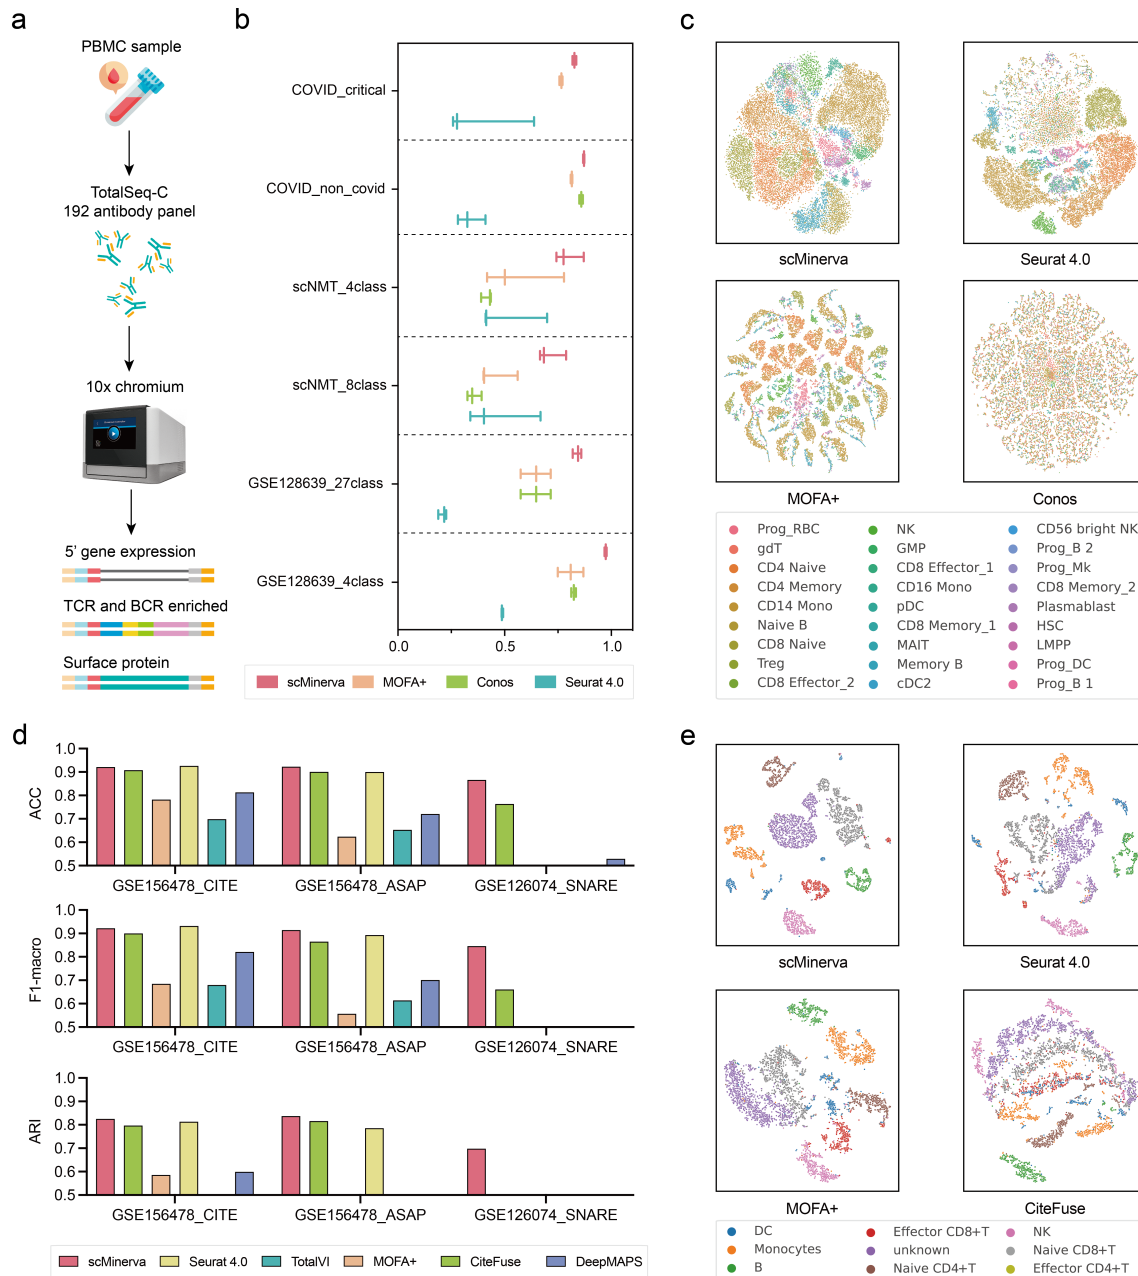 a
PBMC sample
TotalSeq-C
192 antibody panel
10x chromium
5' gene expression
TCR and BCR enriched
Surface protein
b
COVID_critical
COVID_non_covid
scNMT_4class
scNMT_8class
GSE128639_27class
GSE128639_4class
0.0
0.5
1.0
scMinerva
MOFA+
Conos
Seurat 4.0
c
scMinerva
Seurat 4.0
MOFA+
Conos
Prog_RBC
gdT
CD4 Naive
CD4 Memory
CD14 Mono
Naive B
CD8 Naive
Treg
CD8 Effector_2
NK
GMP
CD8 Effector_1
CD16 Mono
pDC
CD8 Memory_1
MAIT
Memory B
cDC2
CD56 bright NK
Prog_B 2
Prog_Mk
CD8 Memory_2
Plasmablast
HSC
LMPP
Prog_DC
Prog_B 1
d
ACC
1.0
0.9
0.8
0.7
0.6
0.5
GSE156478_CITE
GSE156478_ASAP
GSE126074_SNARE
F1-macro
1.0
0.9
0.8
0.7
0.6
0.5
GSE156478_CITE
GSE156478_ASAP
GSE126074_SNARE
ARI
1.0
0.9
0.8
0.7
0.6
0.5
GSE156478_CITE
GSE156478_ASAP
GSE126074_SNARE
scMinerva
Seurat 4.0
TotalVI
MOFA+
CiteFuse
DeepMAPS
e
scMinerva
Seurat 4.0
MOFA+
CiteFuse
DC
Monocytes
B
Effector CD8+T
unknown
Naive CD4+T
NK
Naive CD8+T
Effector CD4+T